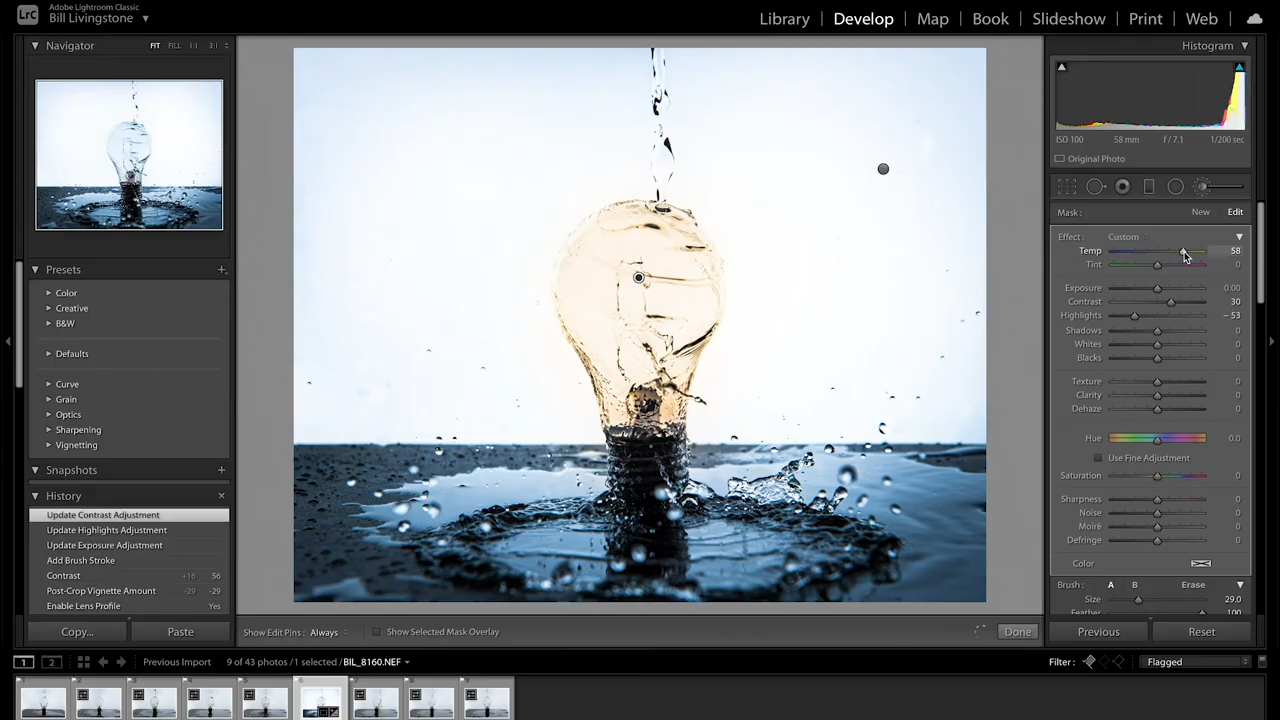 LrC
Adobe Lightroom Classic
Bill Livingstone
Library | Develop | Map | Book | Slideshow | Print | Web
Navigator FIT FILL 1:1 3:1
Presets +
Color
Creative
B&W
Defaults
Curve
Grain
Optics
Sharpening
Vignetting
Snapshots +
History ×
Update Contrast Adjustment
Update Highlights Adjustment
Update Exposure Adjustment
Add Brush Stroke
Contrast +16 56
Post-Crop Vignette Amount -29 -29
Enable Lens Profile Yes
Copy... Paste
Show Edit Pins: Always
Show Selected Mask Overlay
Done
Histogram
ISO 100 58 mm f / 7.1 1/200 sec
Original Photo
Mask : New Edit
Effect : Custom
Temp 58
Tint 0
Exposure 0.00
Contrast 30
Highlights – 53
Shadows 0
Whites 0
Blacks 0
Texture 0
Clarity 0
Dehaze 0
Hue 0.0
Use Fine Adjustment
Saturation 0
Sharpness 0
Noise 0
Moiré 0
Defringe 0
Color
Brush : A B Erase
Size 29.0
Feather 100
Previous Reset
1 2 Previous Import 9 of 43 photos / 1 selected / BIL_8160.NEF Filter : Flagged